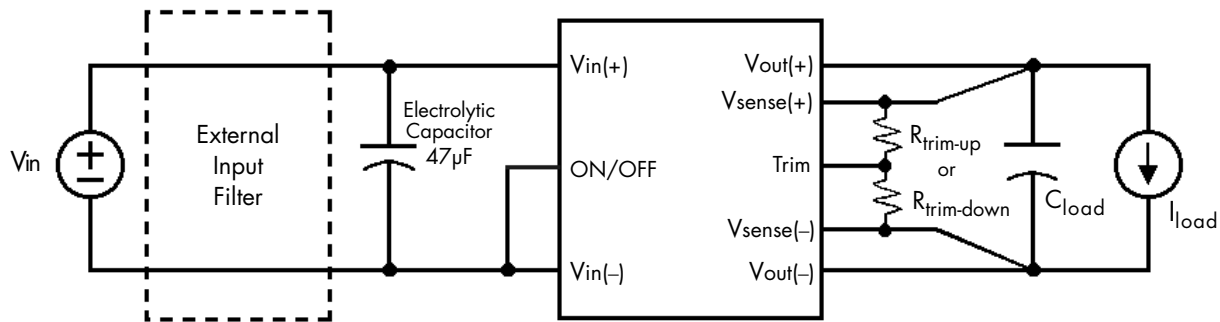 Vin
External
Input
Filter
Electrolytic
Capacitor
47µF
Vin(+)
ON/OFF
Vin(–)
Vout(+)
Vsense(+)
Trim
Vsense(–)
Vout(–)
Rtrim-up
or
Rtrim-down
Cload
Iload